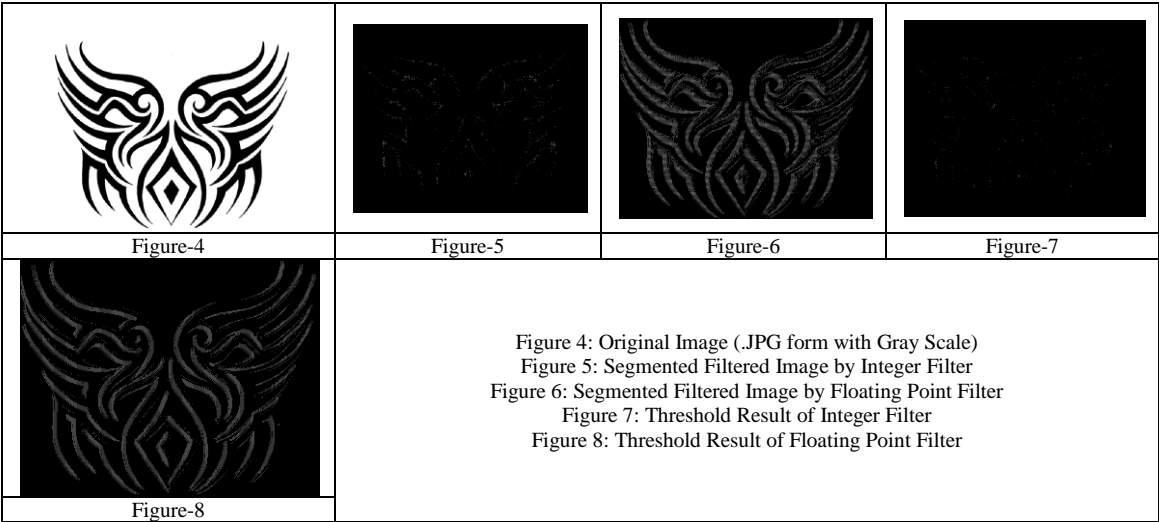 Figure-4
Figure-5
Figure-6
Figure-7
Figure 4: Original Image (.JPG form with Gray Scale)
Figure 5: Segmented Filtered Image by Integer Filter
Figure 6: Segmented Filtered Image by Floating Point Filter
Figure 7: Threshold Result of Integer Filter
Figure 8: Threshold Result of Floating Point Filter
Figure-8